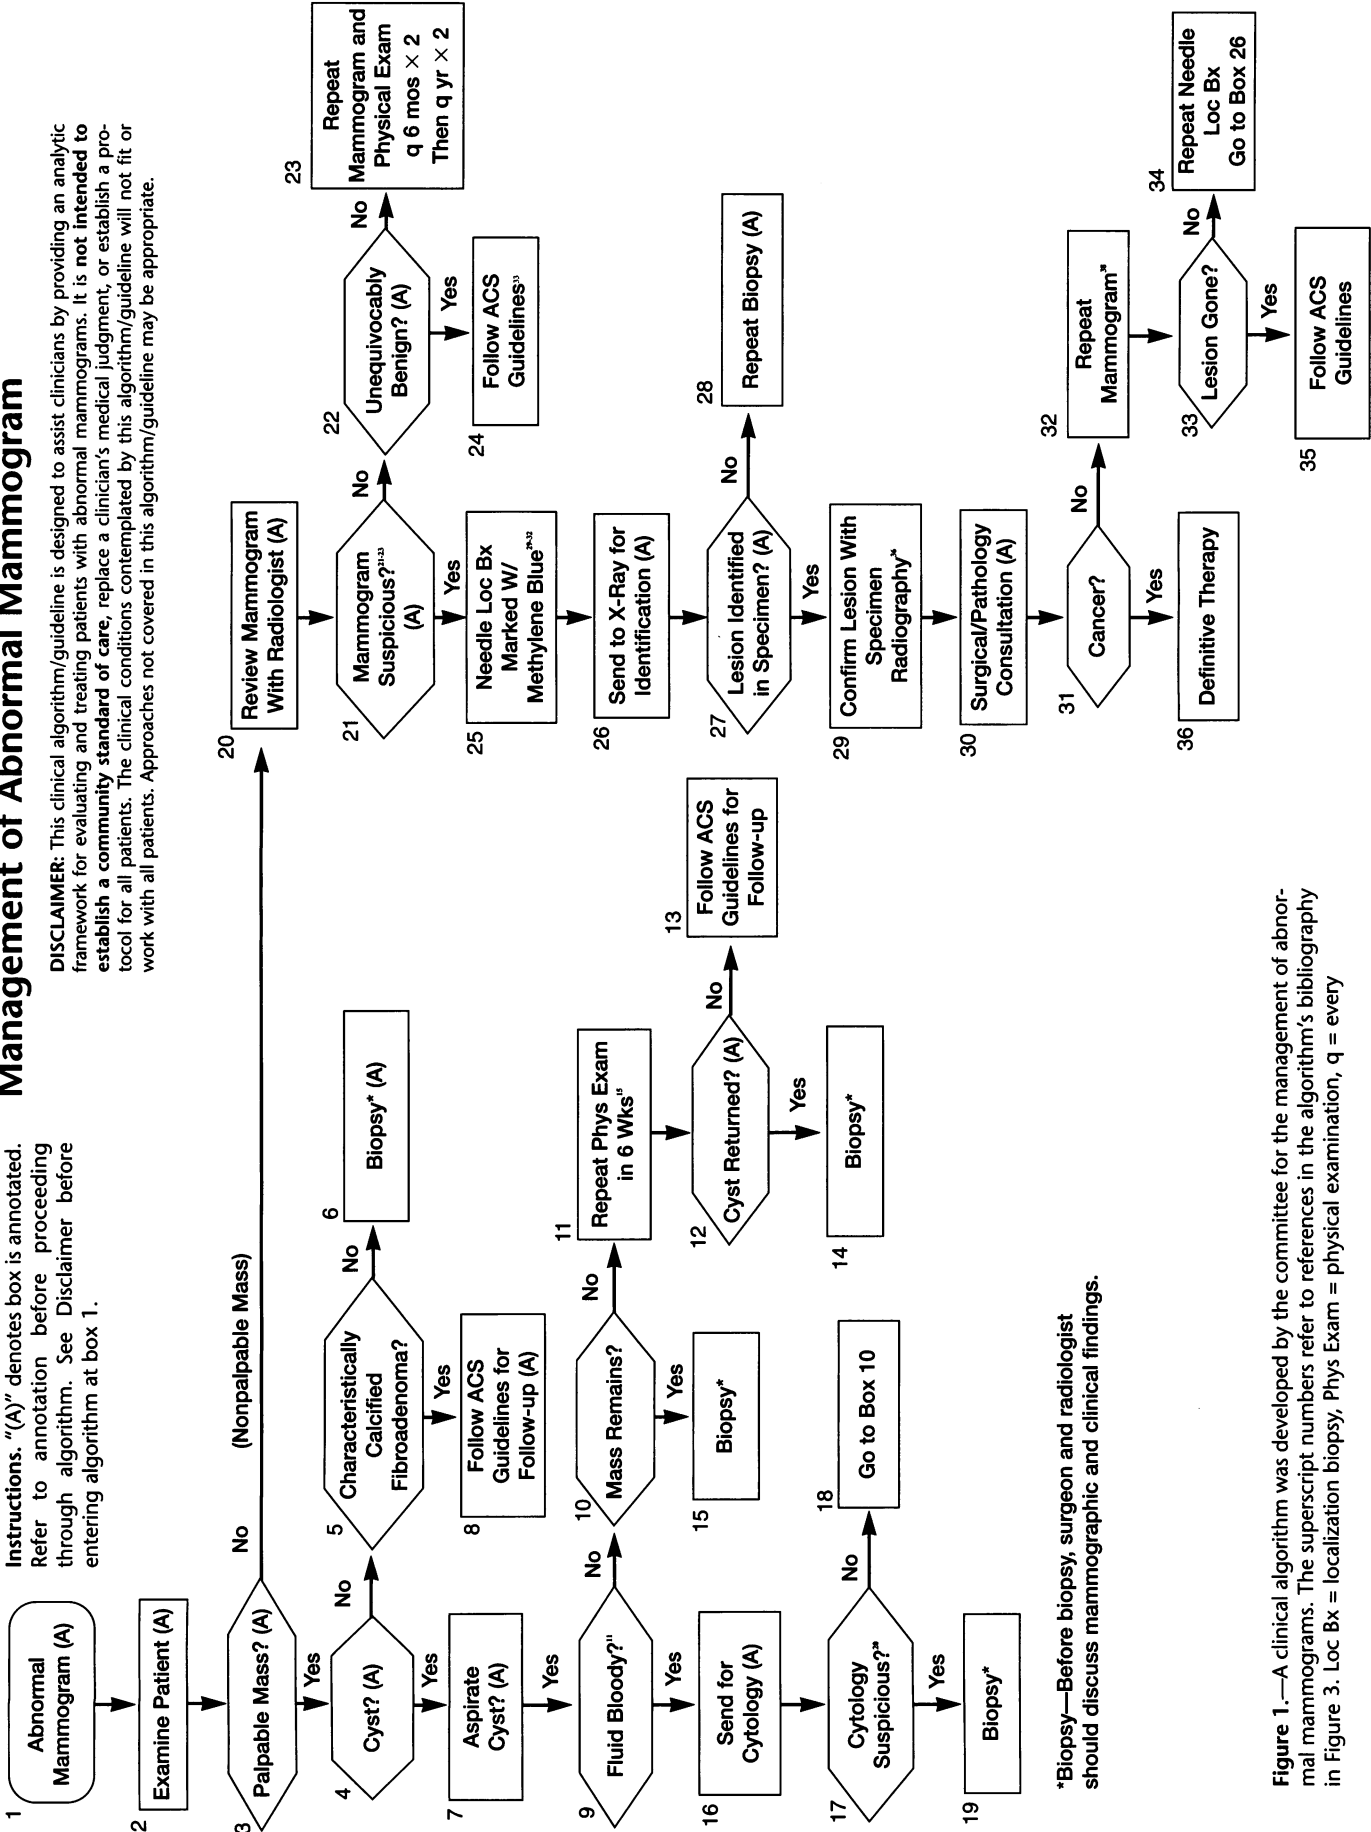 Management of Abnormal Mammogram
Instructions. "(A)" denotes box is annotated.
Refer to annotation before proceeding
through algorithm. See Disclaimer before
entering algorithm at box 1.
DISCLAIMER: This clinical algorithm/guideline is designed to assist clinicians by providing an analytic
framework for evaluating and treating patients with abnormal mammograms. It is not intended to
establish a community standard of care, replace a clinician's medical judgment, or establish a pro-
tocol for all patients. The clinical conditions contemplated by this algorithm/guideline will not fit or
work with all patients. Approaches not covered in this algorithm/guideline may be appropriate.
1
Abnormal
Mammogram (A)
2
Examine Patient (A)
3
Palpable Mass? (A)
No
(Nonpalpable Mass)
Yes
4
Cyst? (A)
No
Yes
5
Characteristically
Calcified
Fibroadenoma?
No
Yes
6
Biopsy* (A)
7
Aspirate
Cyst? (A)
Yes
8
Follow ACS
Guidelines for
Follow-up (A)
9
Fluid Bloody?11
No
Yes
10
Mass Remains?
No
Yes
11
Repeat Phys Exam
in 6 Wks15
12
Cyst Returned? (A)
No
Yes
13
Follow ACS
Guidelines for
Follow-up
14
Biopsy*
15
Biopsy*
16
Send for
Cytology (A)
17
Cytology
Suspicious?20
No
Yes
18
Go to Box 10
19
Biopsy*
20
Review Mammogram
With Radiologist (A)
21
Mammogram
Suspicious?21-23
(A)
No
Yes
22
Unequivocably
Benign? (A)
No
Yes
23
Repeat
Mammogram and
Physical Exam
q 6 mos × 2
Then q yr × 2
24
Follow ACS
Guidelines33
25
Needle Loc Bx
Marked W/
Methylene Blue29-32
26
Send to X-Ray for
Identification (A)
27
Lesion Identified
in Specimen? (A)
No
Yes
28
Repeat Biopsy (A)
29
Confirm Lesion With
Specimen
Radiography36
30
Surgical/Pathology
Consultation (A)
31
Cancer?
No
Yes
32
Repeat
Mammogram38
33
Lesion Gone?
No
Yes
34
Repeat Needle
Loc Bx
Go to Box 26
35
Follow ACS
Guidelines
36
Definitive Therapy
*Biopsy—Before biopsy, surgeon and radiologist
should discuss mammographic and clinical findings.
Figure 1.—A clinical algorithm was developed by the committee for the management of abnor-
mal mammograms. The superscript numbers refer to references in the algorithm's bibliography
in Figure 3. Loc Bx = localization biopsy, Phys Exam = physical examination, q = every